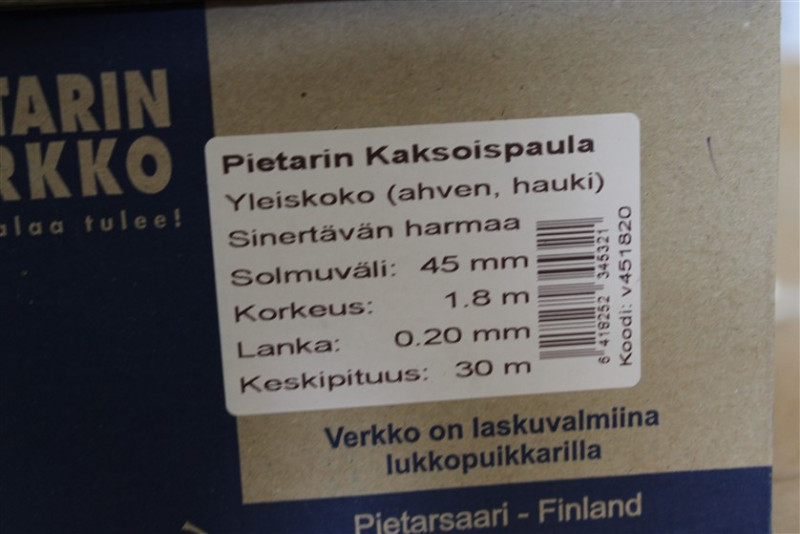 TARIN
RKKO
alaa tulee!
Pietarin Kaksoispaula
Yleiskoko (ahven, hauki)
Sinertävän harmaa
Solmuväli: 45 mm
Korkeus: 1.8 m
Lanka: 0.20 mm
Keskipituus: 30 m
6 418252 345321
Koodi: v451820
Verkko on laskuvalmiina
lukkopuikkarilla
Pietarsaari - Finland